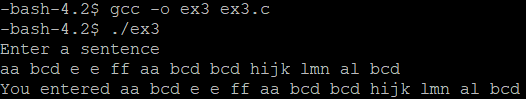 -bash-4.2$ gcc -o ex3 ex3.c
-bash-4.2$ ./ex3
Enter a sentence
aa bcd e e ff aa bcd bcd hijk lmn al bcd
You entered aa bcd e e ff aa bcd bcd hijk lmn al bcd